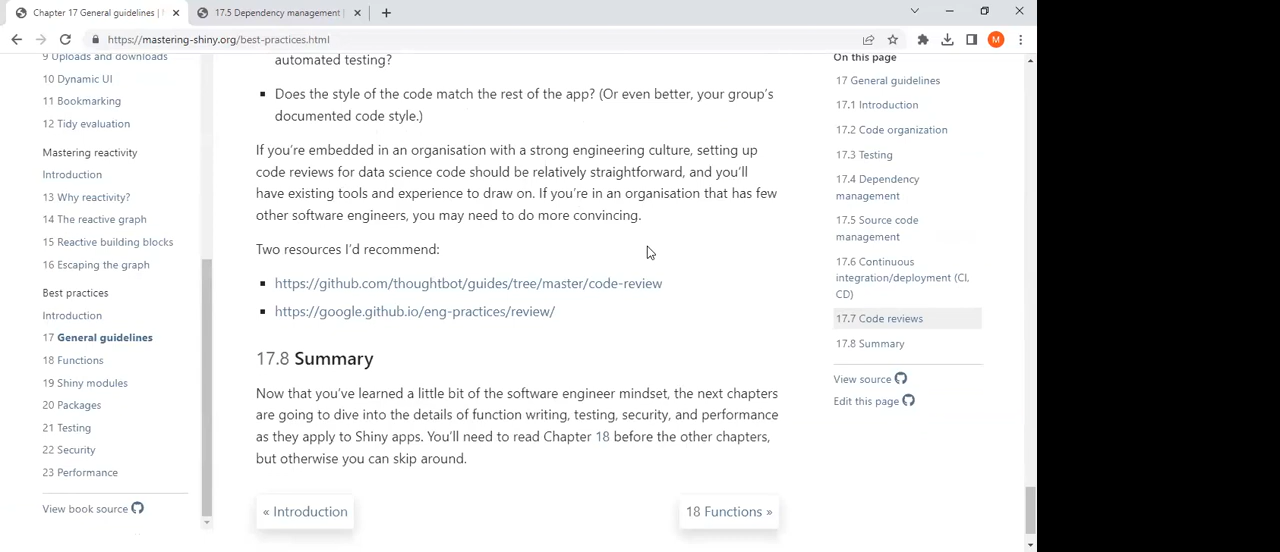 Chapter 17 General guidelines |
17.5 Dependency management |
https://mastering-shiny.org/best-practices.html
M
9 Uploads and downloads
10 Dynamic UI
11 Bookmarking
12 Tidy evaluation
Mastering reactivity
Introduction
13 Why reactivity?
14 The reactive graph
15 Reactive building blocks
16 Escaping the graph
Best practices
Introduction
17 General guidelines
18 Functions
19 Shiny modules
20 Packages
21 Testing
22 Security
23 Performance
View book source
automated testing?
Does the style of the code match the rest of the app? (Or even better, your group's
documented code style.)
If you're embedded in an organisation with a strong engineering culture, setting up
code reviews for data science code should be relatively straightforward, and you'll
have existing tools and experience to draw on. If you're in an organisation that has few
other software engineers, you may need to do more convincing.
Two resources I'd recommend:
https://github.com/thoughtbot/guides/tree/master/code-review
https://google.github.io/eng-practices/review/
17.8 Summary
Now that you've learned a little bit of the software engineer mindset, the next chapters
are going to dive into the details of function writing, testing, security, and performance
as they apply to Shiny apps. You'll need to read Chapter 18 before the other chapters,
but otherwise you can skip around.
« Introduction
18 Functions »
On this page
17 General guidelines
17.1 Introduction
17.2 Code organization
17.3 Testing
17.4 Dependency
management
17.5 Source code
management
17.6 Continuous
integration/deployment (CI,
CD)
17.7 Code reviews
17.8 Summary
View source
Edit this page